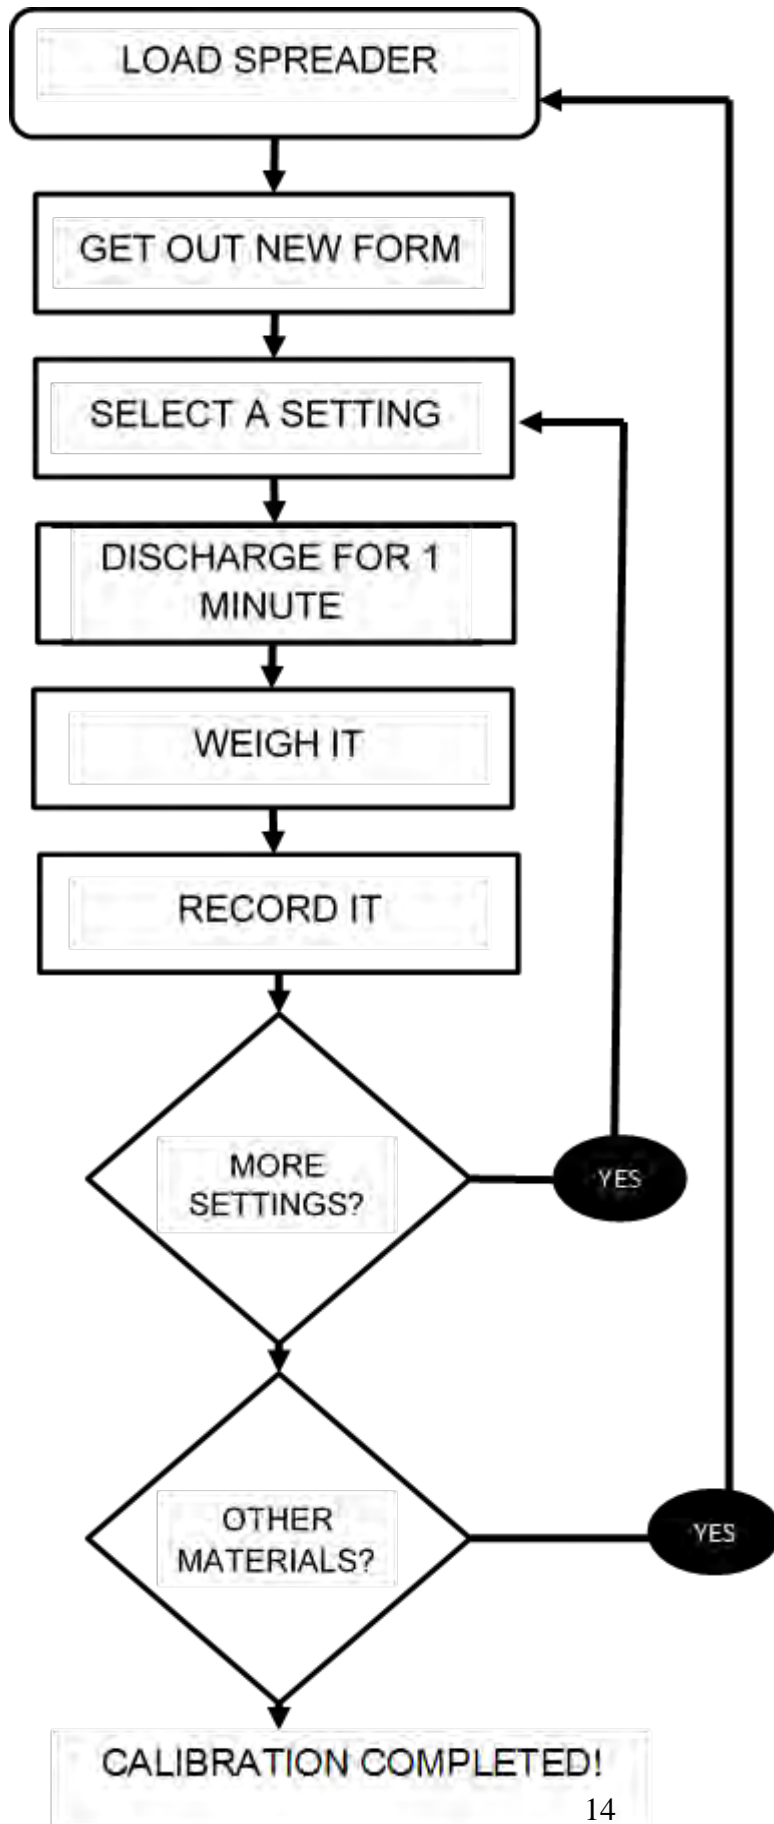 LOAD SPREADER
GET OUT NEW FORM
SELECT A SETTING
DISCHARGE FOR 1
MINUTE
WEIGH IT
RECORD IT
MORE
SETTINGS?
YES
OTHER
MATERIALS?
YES
CALIBRATION COMPLETED!
14